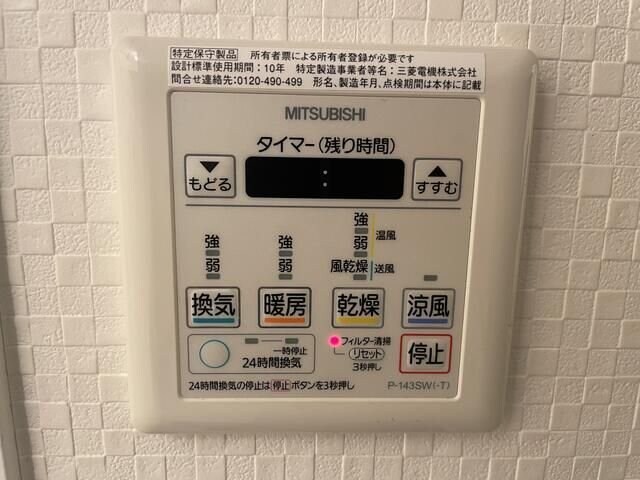 特定保守製品 所有者票による所有者登録が必要です
設計標準使用期間:10年 特定製造事業者等名:三菱電機株式会社
問合せ連絡先:0120-490-499 形名、製造年月、点検期間は本体に記載
MITSUBISHI
タイマー(残り時間)
▼
もどる
:
▲
すすむ
強
弱
強
弱
強
弱
温風
風乾燥
送風
換気
暖房
乾燥
涼風
一時停止
24時間換気
フィルター清掃
リセット
3秒押し
停止
24時間換気の停止は停止ボタンを3秒押し
P-143SW(-T)